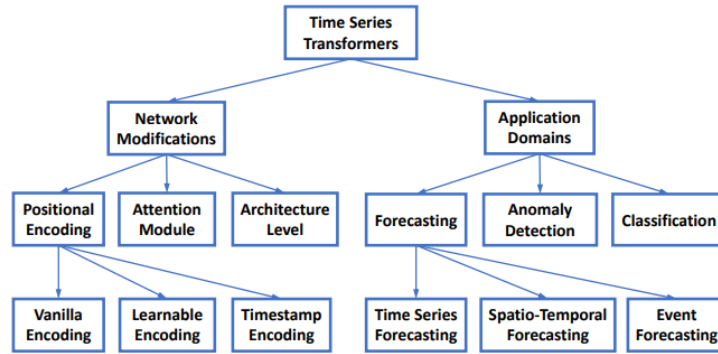 Time Series
Transformers
Network
Modifications
Application
Domains
Positional
Encoding
Attention
Module
Architecture
Level
Forecasting
Anomaly
Detection
Classification
Vanilla
Encoding
Learnable
Encoding
Timestamp
Encoding
Time Series
Forecasting
Spatio-Temporal
Forecasting
Event
Forecasting